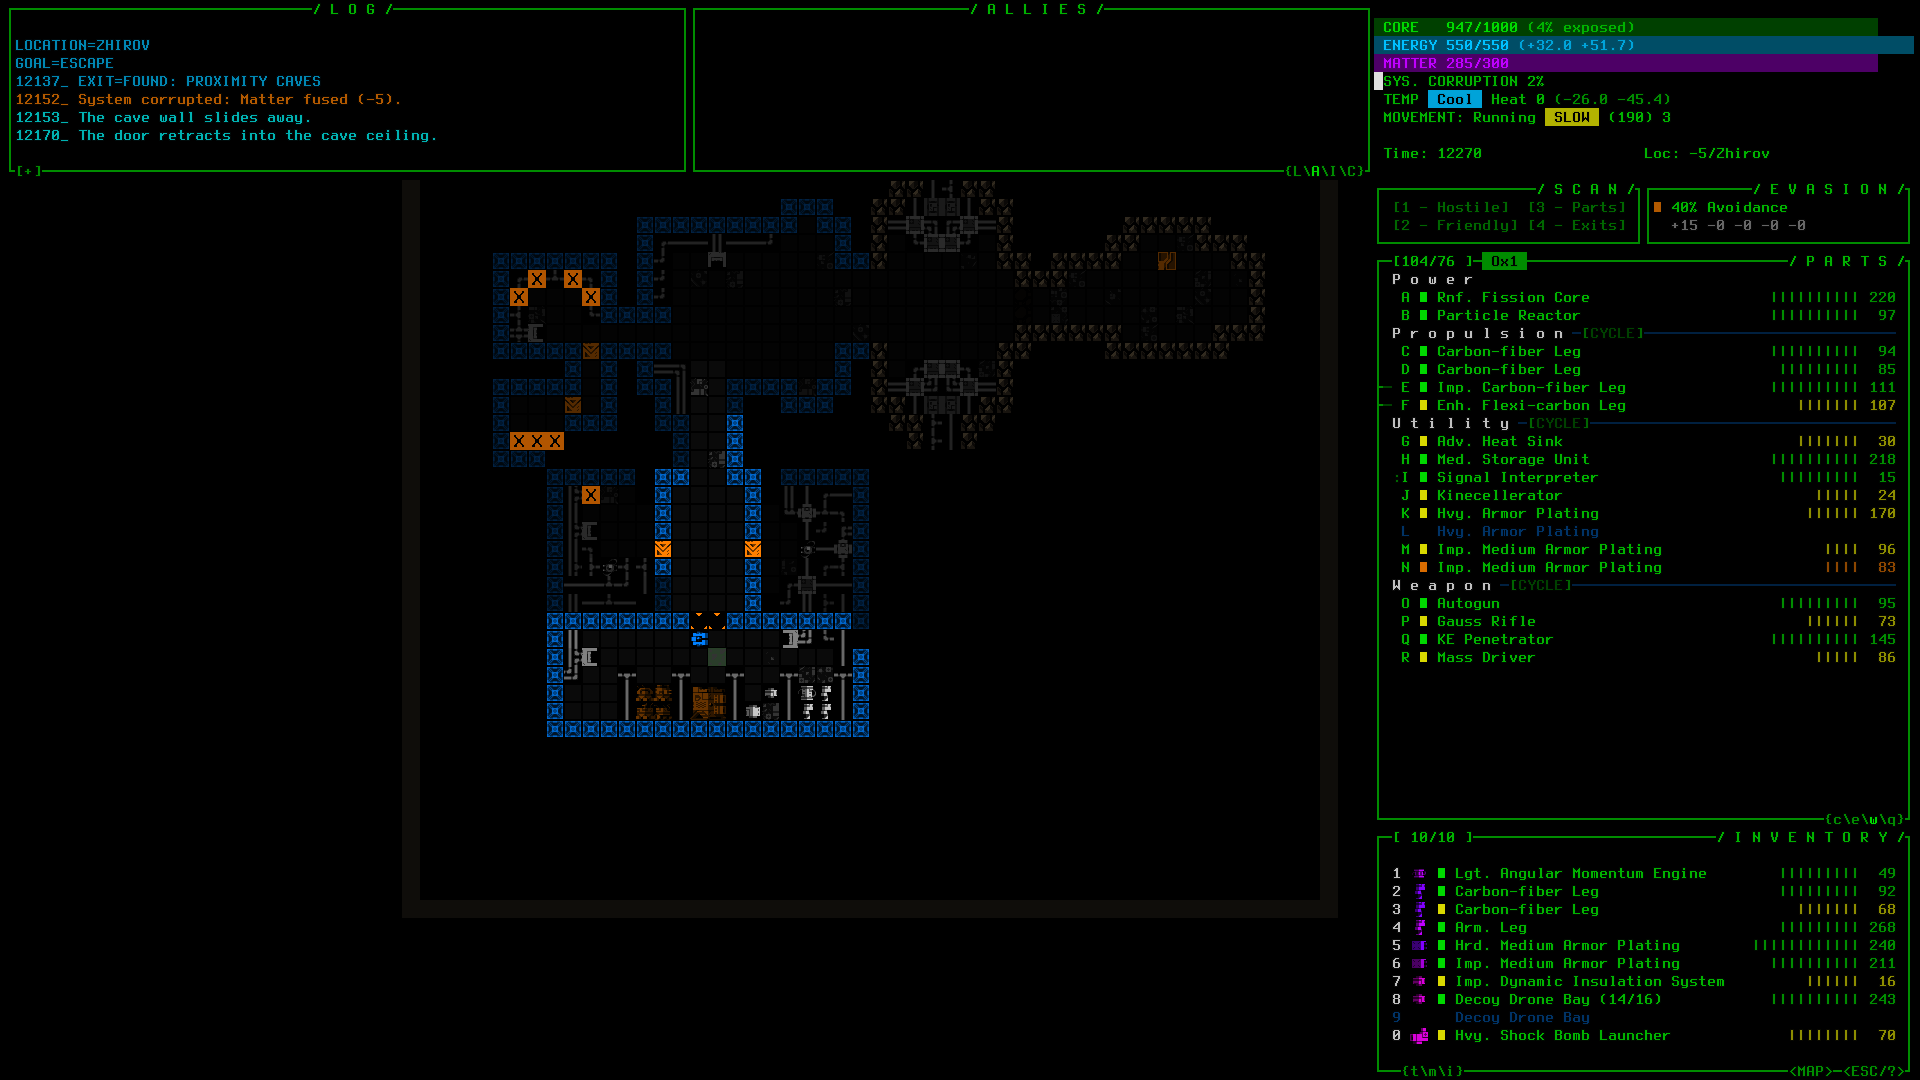 / L O G /
LOCATION=ZHIROV
GOAL=ESCAPE
12137_ EXIT=FOUND: PROXIMITY CAVES
12152_ System corrupted: Matter fused (-5).
12153_ The cave wall slides away.
12170_ The door retracts into the cave ceiling.
[+]
/ A L L I E S /
{L\A\I\C}
CORE 947/1000 (4% exposed)
ENERGY 550/550 (+32.0 +51.7)
MATTER 285/300
SYS. CORRUPTION 2%
TEMP Cool Heat 0 (-26.0 -45.4)
MOVEMENT: Running SLOW (190) 3
Time: 12270 Loc: -5/Zhirov
/ S C A N /
[1 - Hostile] [3 - Parts]
[2 - Friendly] [4 - Exits]
/ E V A S I O N /
40% Avoidance
+15 -0 -0 -0 -0
[104/76 ] 0x1 / P A R T S /
P o w e r
A Rnf. Fission Core 220
B Particle Reactor 97
P r o p u l s i o n [CYCLE]
C Carbon-fiber Leg 94
D Carbon-fiber Leg 85
E Imp. Carbon-fiber Leg 111
F Enh. Flexi-carbon Leg 107
U t i l i t y [CYCLE]
G Adv. Heat Sink 30
H Med. Storage Unit 218
:I Signal Interpreter 15
J Kinecellerator 24
K Hvy. Armor Plating 170
L Hvy. Armor Plating
M Imp. Medium Armor Plating 96
N Imp. Medium Armor Plating 83
W e a p o n [CYCLE]
O Autogun 95
P Gauss Rifle 73
Q KE Penetrator 145
R Mass Driver 86
{c\e\w\q}
[ 10/10 ] / I N V E N T O R Y /
1 Lgt. Angular Momentum Engine 49
2 Carbon-fiber Leg 92
3 Carbon-fiber Leg 68
4 Arm. Leg 268
5 Hrd. Medium Armor Plating 240
6 Imp. Medium Armor Plating 211
7 Imp. Dynamic Insulation System 16
8 Decoy Drone Bay (14/16) 243
9 Decoy Drone Bay
0 Hvy. Shock Bomb Launcher 70
{t\m\i} <MAP> <ESC/?>
X X
X X
X X X
X